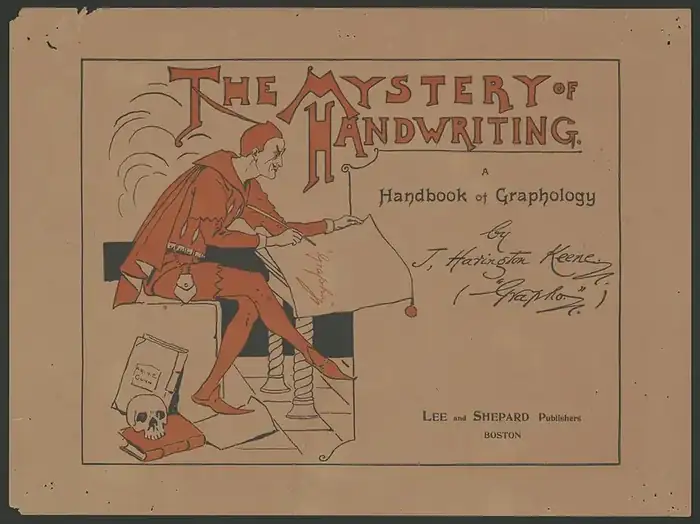 THE MYSTERY OF
HANDWRITING.
A
Handbook of Graphology
by
J. Harington Keene
("Grapho")
LEE and SHEPARD Publishers
BOSTON